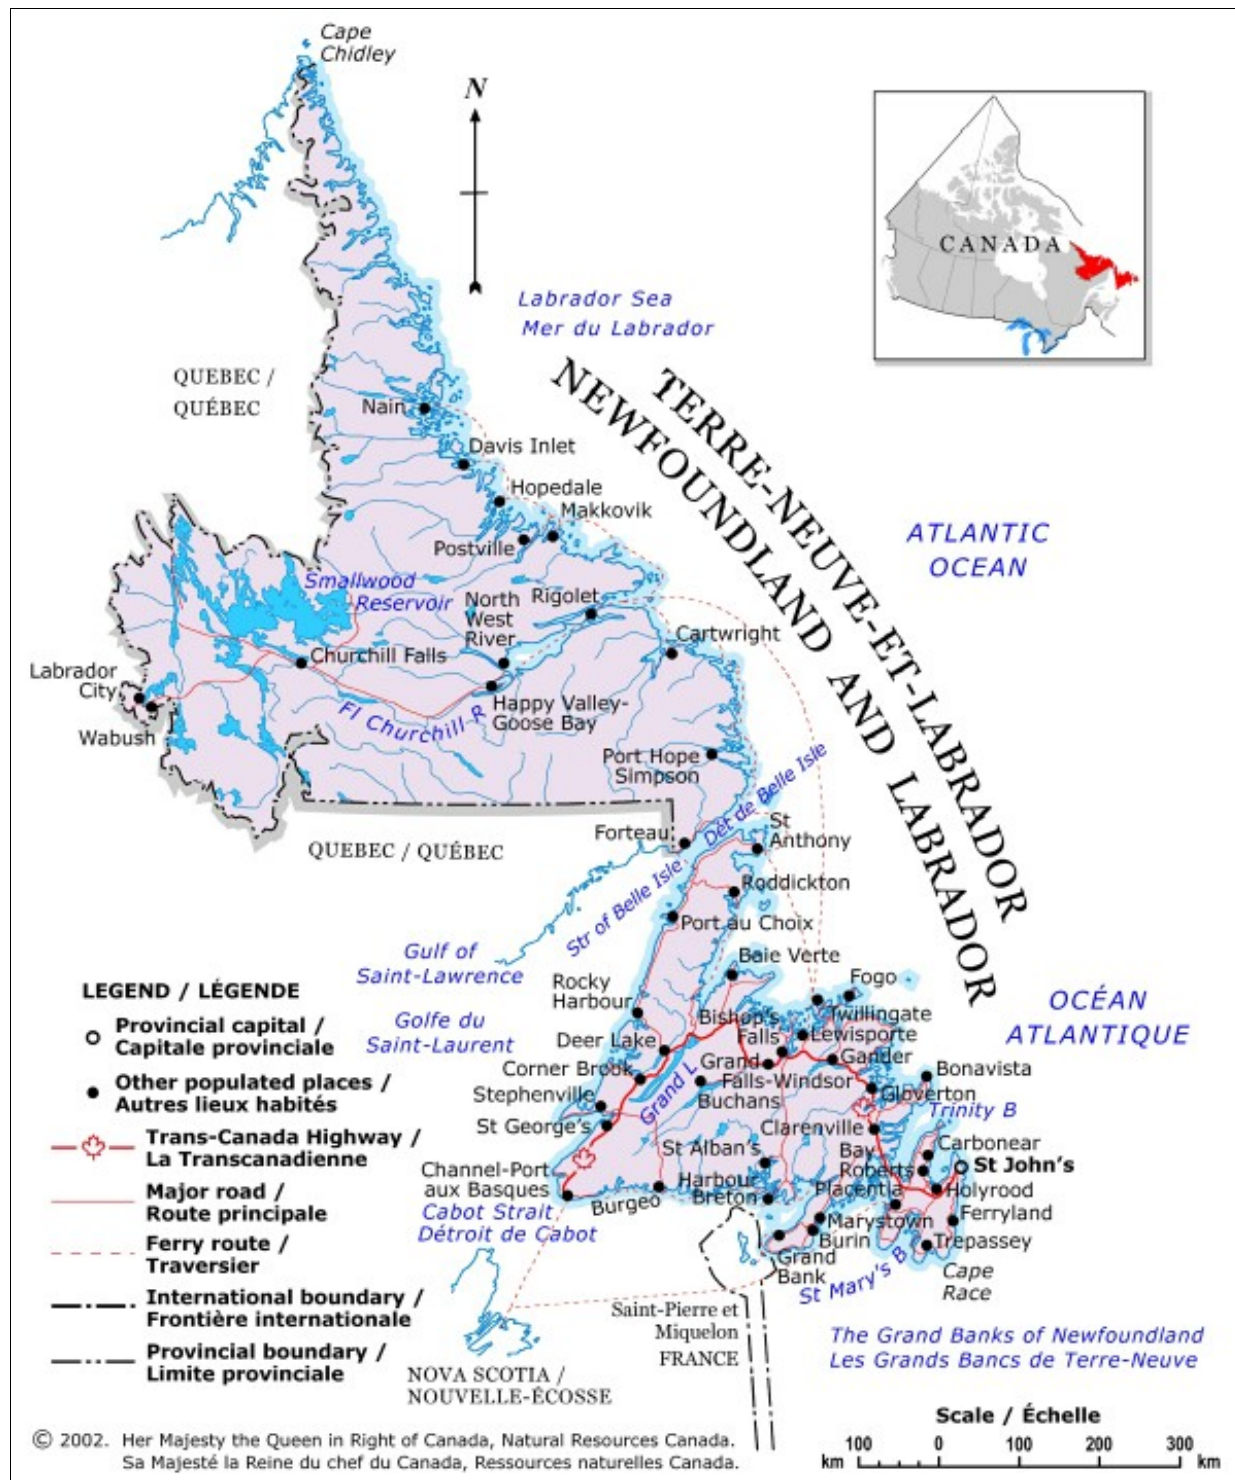 Cape
Chidley
N
CANADA
Labrador Sea
Mer du Labrador
QUEBEC /
QUÉBEC
TERRE-NEUVE-ET-LABRADOR
NEWFOUNDLAND AND LABRADOR
Nain
Davis Inlet
Hopedale
Makkovik
Postville
ATLANTIC
OCEAN
Smallwood
Reservoir
North
West
River
Rigolet
Cartwright
Churchill Falls
Labrador
City
Wabush
Fl Churchill R
Happy Valley-
Goose Bay
Port Hope
Simpson
Dét de Belle Isle
Str of Belle Isle
Forteau
St
Anthony
QUEBEC / QUÉBEC
Roddickton
Port au Choix
Gulf of
Saint-Lawrence
Golfe du
Saint-Laurent
Baie Verte
Fogo
Rocky
Harbour
Twillingate
Bishop's
Falls
Lewisporte
OCÉAN
ATLANTIQUE
Deer Lake
Grand
Falls-Windsor
Gander
Corner Brook
Grand L
Buchans
Bonavista
Stephenville
Gloverton
Trinity B
St George's
Clarenville
Carbonear
St Alban's
Bay
Roberts
St John's
Channel-Port
aux Basques
Harbour
Breton
Placentia
Holyrood
Burgeo
Cabot Strait
Détroit de Cabot
Marystown
Ferryland
Burin
Trepassey
Grand
Bank
St Mary's B
Cape
Race
Saint-Pierre et
Miquelon
FRANCE
The Grand Banks of Newfoundland
Les Grands Bancs de Terre-Neuve
NOVA SCOTIA /
NOUVELLE-ÉCOSSE
LEGEND / LÉGENDE
Provincial capital /
Capitale provinciale
Other populated places /
Autres lieux habités
Trans-Canada Highway /
La Transcanadienne
Major road /
Route principale
Ferry route /
Traversier
International boundary /
Frontière internationale
Provincial boundary /
Limite provinciale
Scale / Échelle
100 0 100 200 300
km km
© 2002. Her Majesty the Queen in Right of Canada, Natural Resources Canada.
Sa Majesté la Reine du chef du Canada, Ressources naturelles Canada.